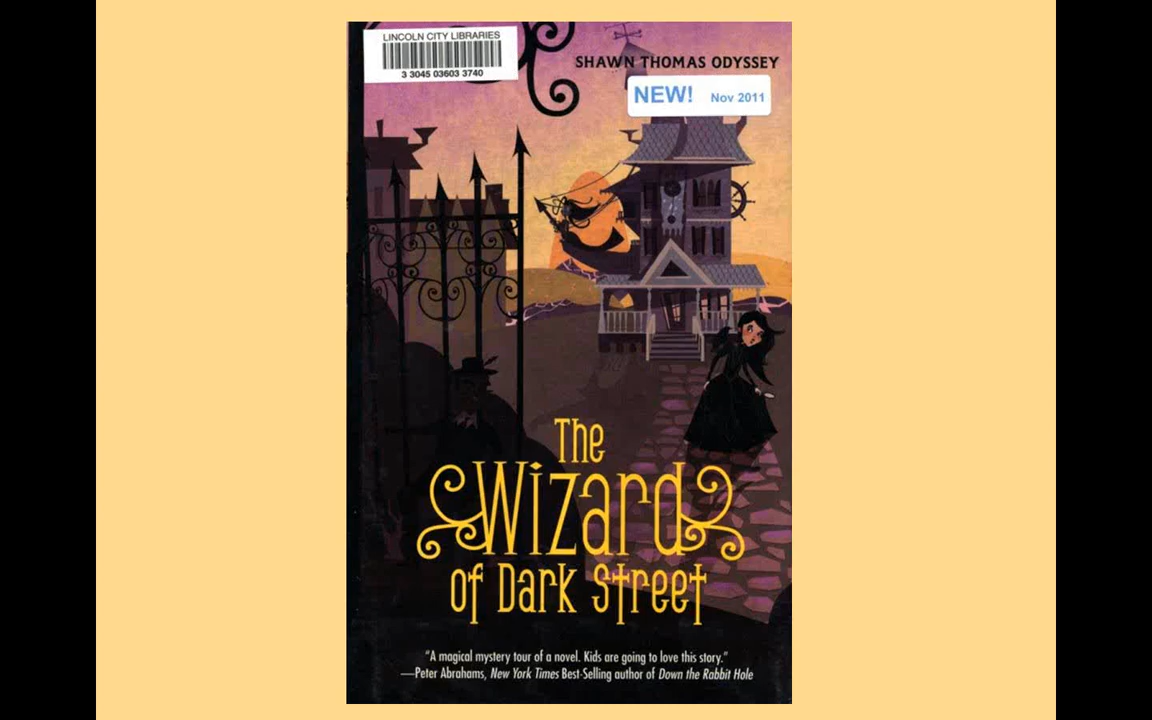 LINCOLN CITY LIBRARIES
3 3045 03603 3740
SHAWN THOMAS ODYSSEY
NEW! Nov 2011
The
Wizard
of Dark Street
“A magical mystery tour of a novel. Kids are going to love this story.”
—Peter Abrahams, New York Times Best-Selling author of Down the Rabbit Hole